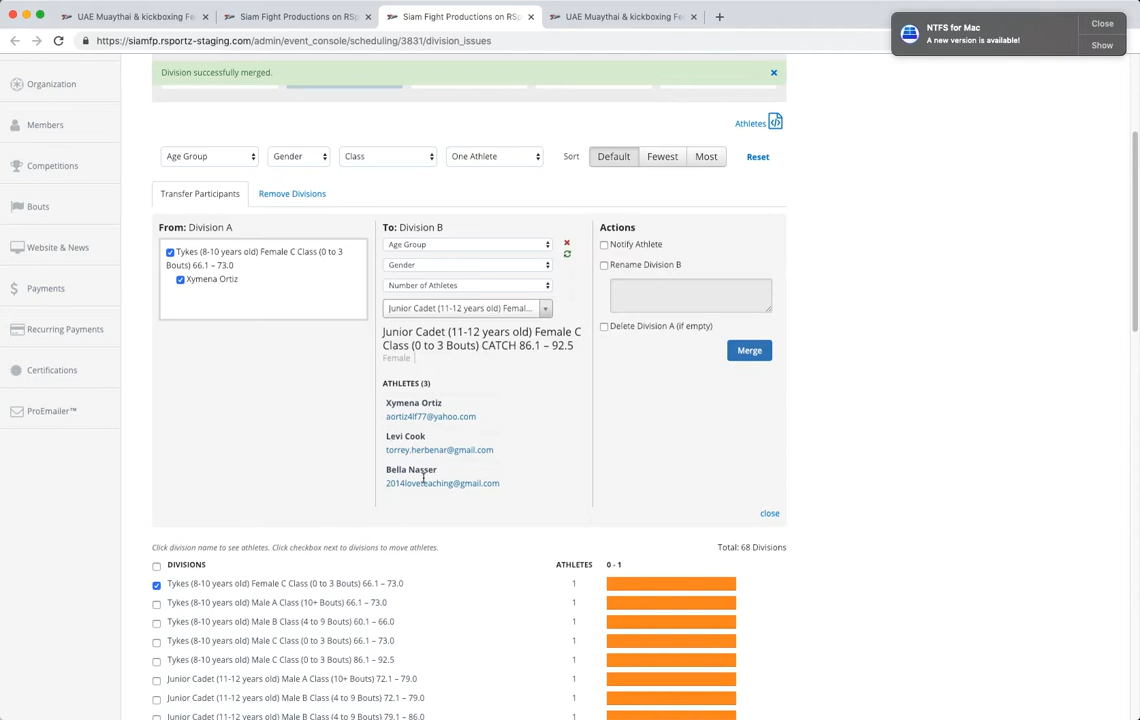 UAE Muaythai & kickboxing Fe
Siam Fight Productions on RSp
Siam Fight Productions on RSp
UAE Muaythai & kickboxing Fe
https://siamfp.rsportz-staging.com/admin/event_console/scheduling/3831/division_issues
NTFS for Mac
A new version is available!
Close
Show
Organization
Members
Competitions
Bouts
Website & News
Payments
Recurring Payments
Certifications
ProEmailer™
Division successfully merged.
Athletes
Age Group
Gender
Class
One Athlete
Sort
Default
Fewest
Most
Reset
Transfer Participants
Remove Divisions
From: Division A
Tykes (8-10 years old) Female C Class (0 to 3
Bouts) 66.1 – 73.0
Xymena Ortiz
To: Division B
Age Group
Gender
Number of Athletes
Junior Cadet (11-12 years old) Femal...
Junior Cadet (11-12 years old) Female C
Class (0 to 3 Bouts) CATCH 86.1 – 92.5
Female |
ATHLETES (3)
Xymena Ortiz
aortiz4lf77@yahoo.com
Levi Cook
torrey.herbenar@gmail.com
Bella Nasser
2014loveteaching@gmail.com
Actions
Notify Athlete
Rename Division B
Delete Division A (if empty)
Merge
close
Click division name to see athletes. Click checkbox next to divisions to move athletes.
Total: 68 Divisions
DIVISIONS ATHLETES 0 - 1
Tykes (8-10 years old) Female C Class (0 to 3 Bouts) 66.1 – 73.0 1
Tykes (8-10 years old) Male A Class (10+ Bouts) 66.1 – 73.0 1
Tykes (8-10 years old) Male B Class (4 to 9 Bouts) 60.1 – 66.0 1
Tykes (8-10 years old) Male C Class (0 to 3 Bouts) 66.1 – 73.0 1
Tykes (8-10 years old) Male C Class (0 to 3 Bouts) 86.1 – 92.5 1
Junior Cadet (11-12 years old) Male A Class (10+ Bouts) 72.1 – 79.0 1
Junior Cadet (11-12 years old) Male B Class (4 to 9 Bouts) 72.1 – 79.0 1
Junior Cadet (11-12 years old) Male B Class (4 to 9 Bouts) 79.1 – 86.0 1